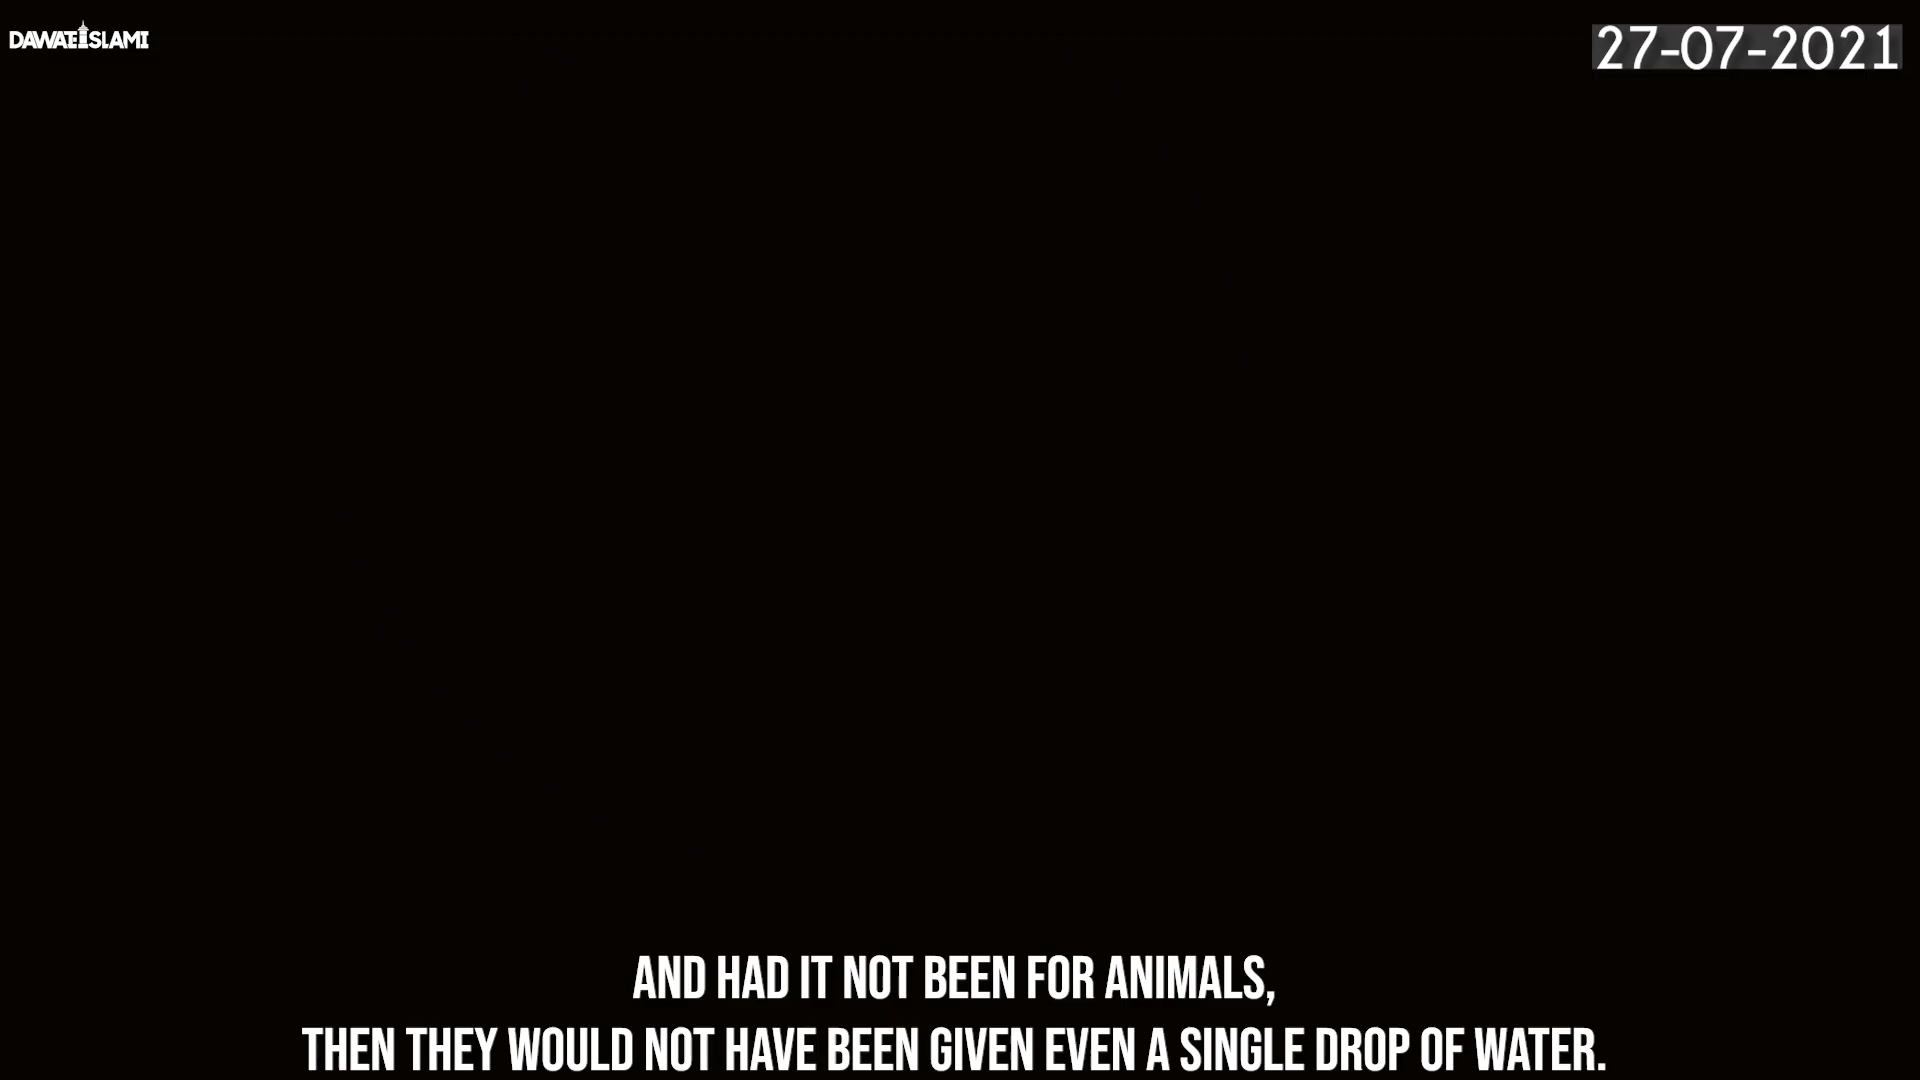 DAWATEISLAMI
27-07-2021
AND HAD IT NOT BEEN FOR ANIMALS,
THEN THEY WOULD NOT HAVE BEEN GIVEN EVEN A SINGLE DROP OF WATER.